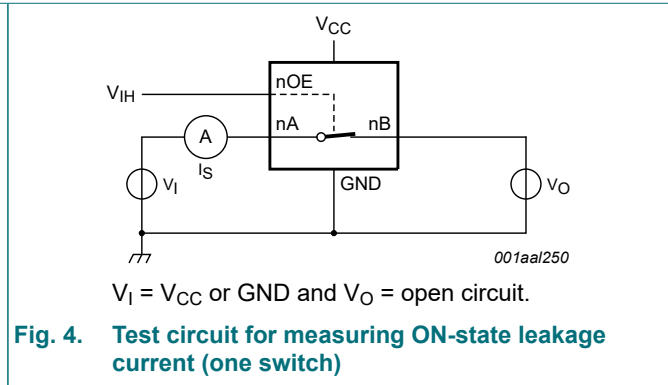 VCC
nOE
VIH
nA
nB
A
IS
VI
GND
VO
001aal250
VI = VCC or GND and VO = open circuit.
Fig. 4. Test circuit for measuring ON-state leakage
current (one switch)